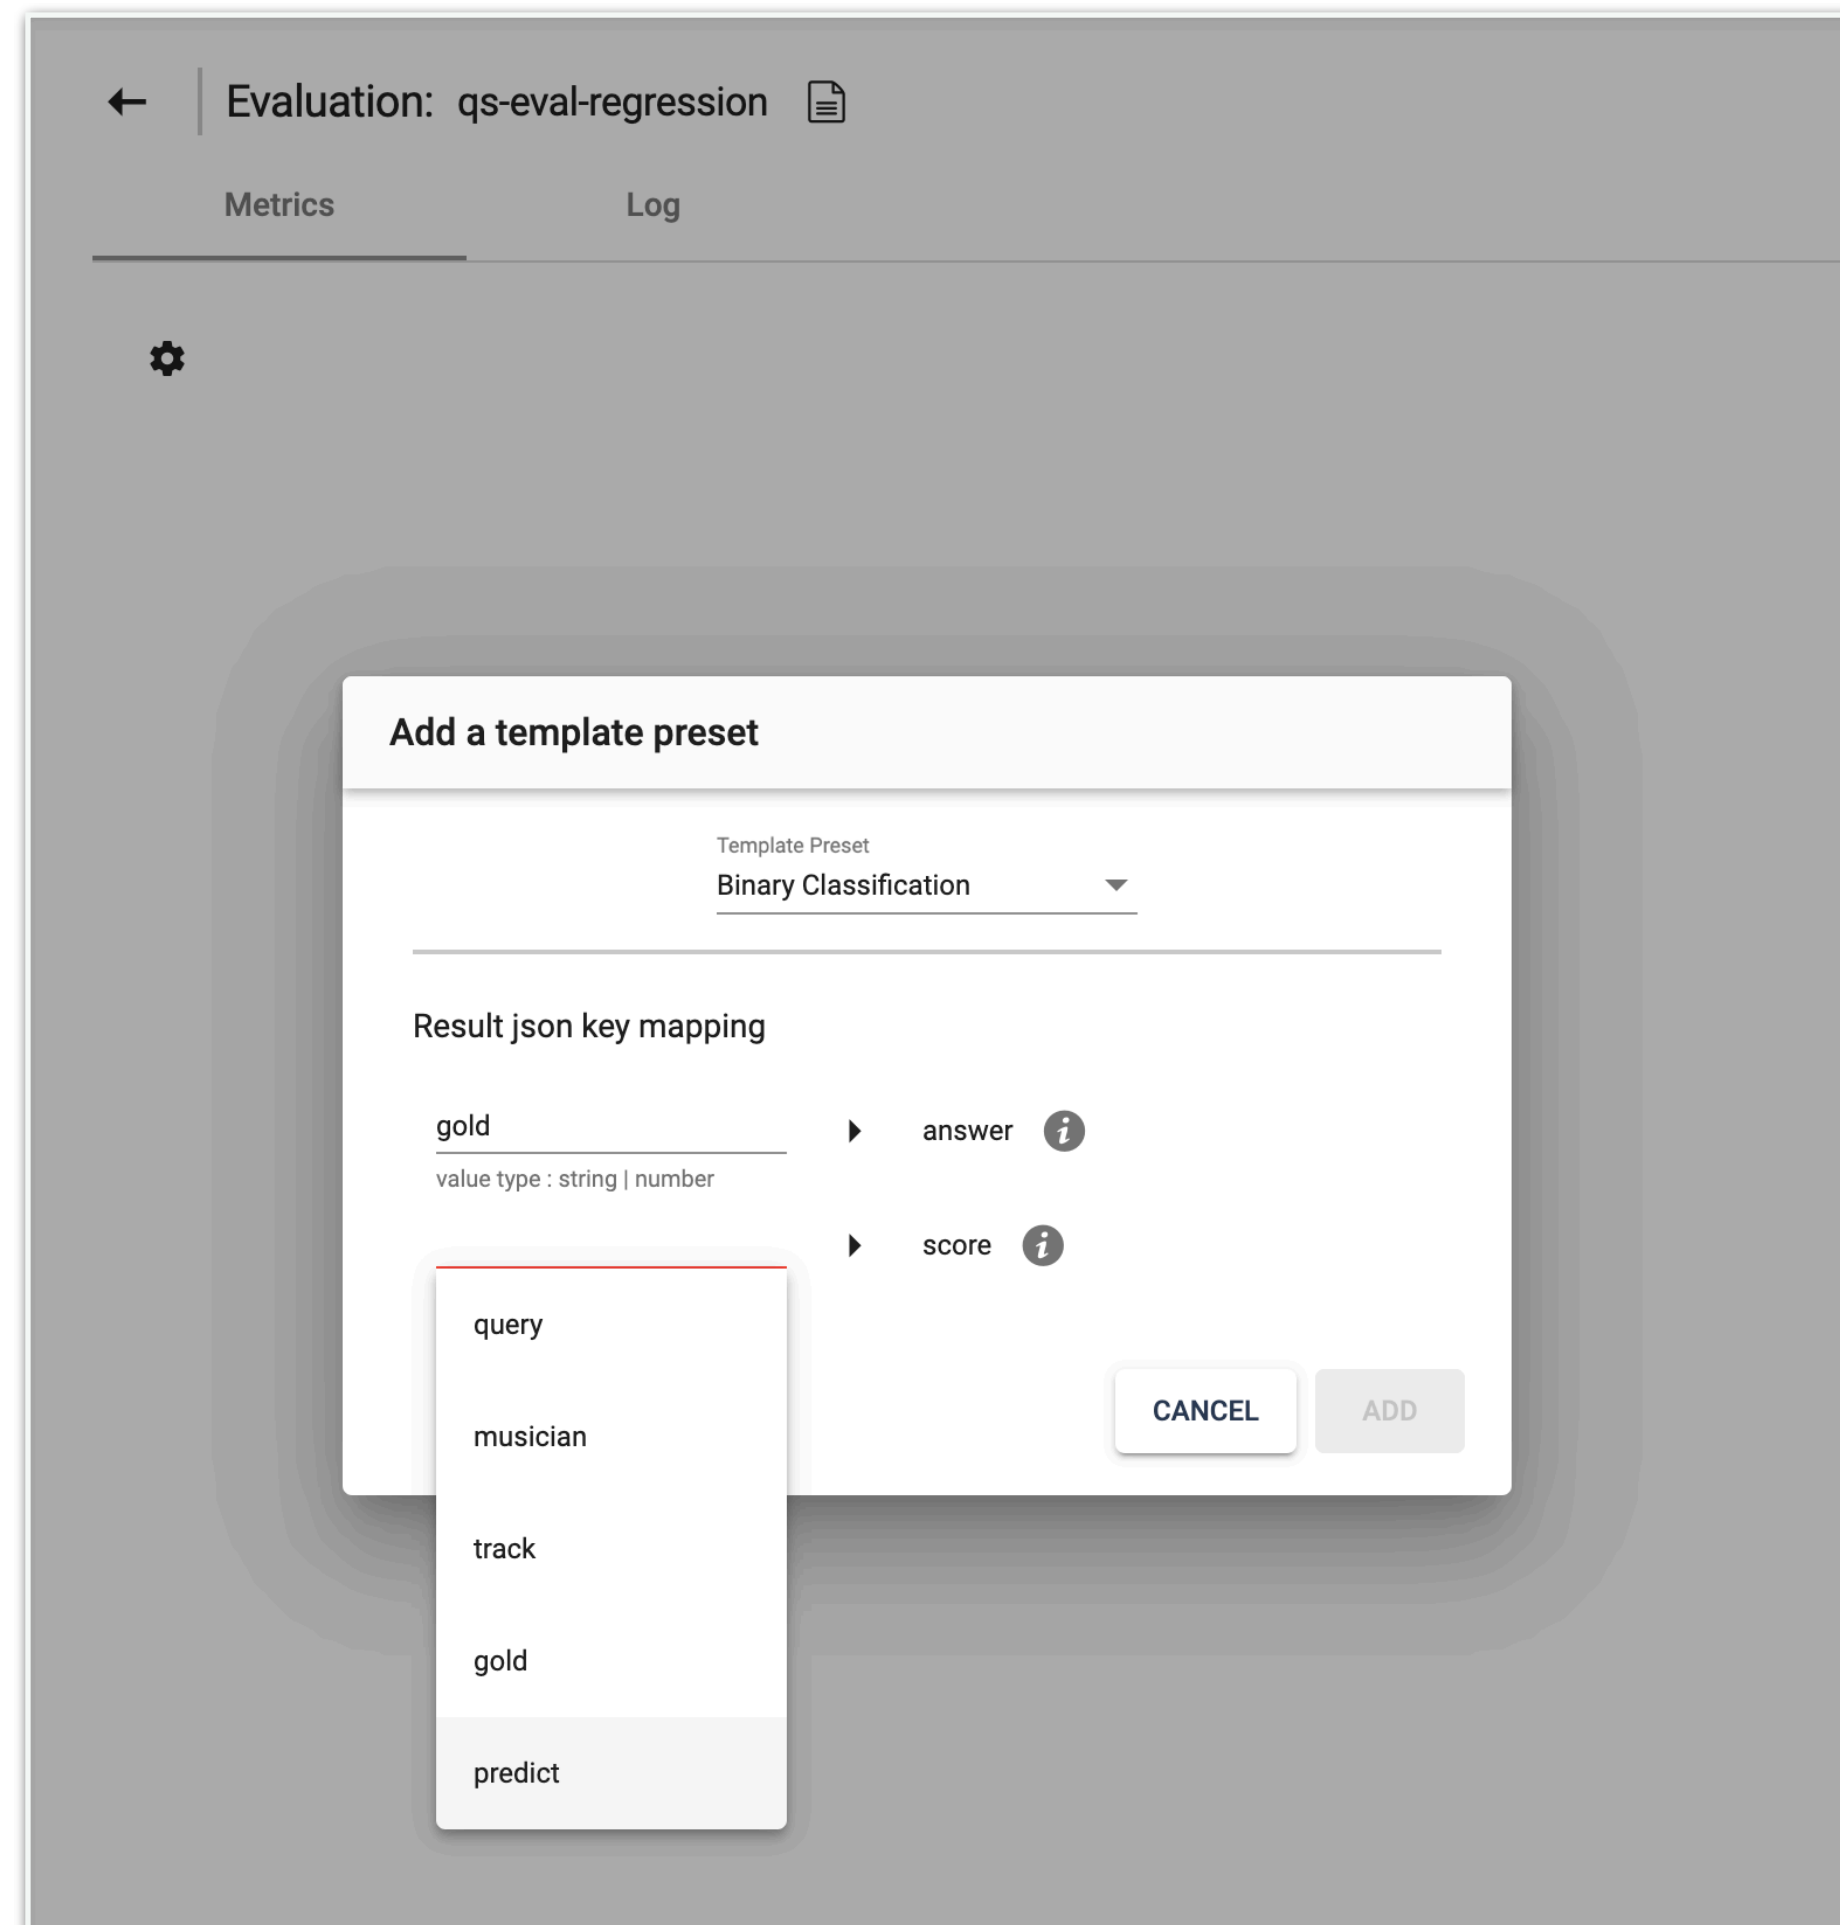 Evaluation: qs-eval-regression
Metrics Log
Add a template preset
Template Preset
Binary Classification
Result json key mapping
gold answer i
value type : string | number
score i
query
musician
track
gold
predict
CANCEL ADD